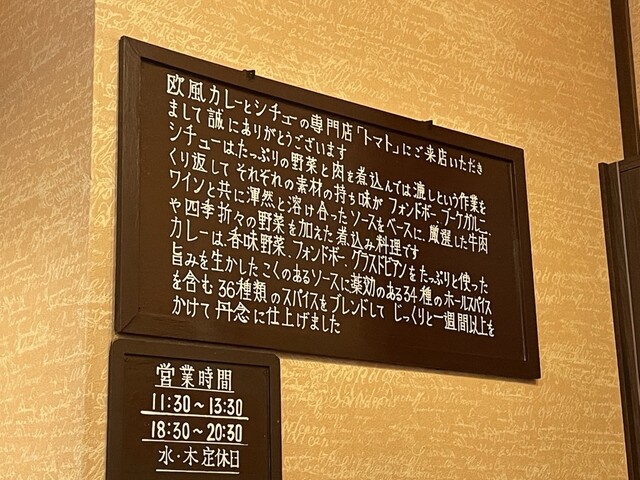 欧風カレーとシチューの専門店「トマト」にご来店いただき
まして誠にありがとうございます
シチューは、たっぷりの野菜と肉を煮込んでは漉しという作業を
くり返して それぞれの素材の持ち味が フォンドボー、ブーケガルニ、
ワインと共に渾然と溶け合ったソースをベースに、厳選した牛肉
や四季折々の野菜を加えた煮込み料理です
カレーは、香味野菜、フォンドボー、グラスドビアンをたっぷりと使った
旨みを生かしたこくのあるソースに薬効のある34種のホールスパイス
を含む 36種類のスパイスをブレンドして じっくりと一週間以上を
かけて 丹念に仕上げました
営業時間
11:30〜13:30
18:30〜20:30
水・木定休日